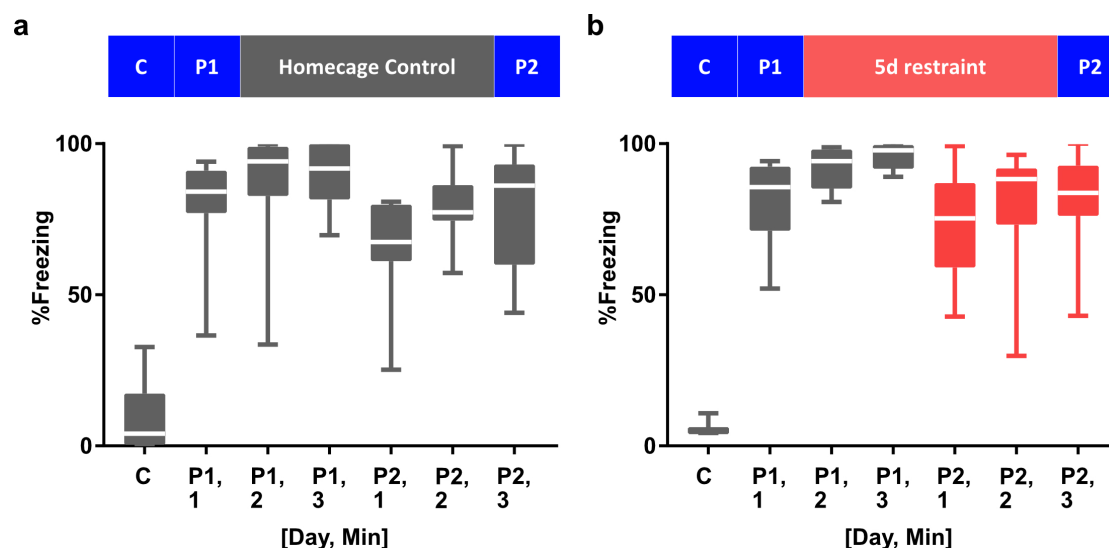 a
C P1 Homecage Control P2
%Freezing
100
50
0
C P1, P1, P1, P2, P2, P2,
1 2 3 1 2 3
[Day, Min]
b
C P1 5d restraint P2
%Freezing
100
50
0
C P1, P1, P1, P2, P2, P2,
1 2 3 1 2 3
[Day, Min]